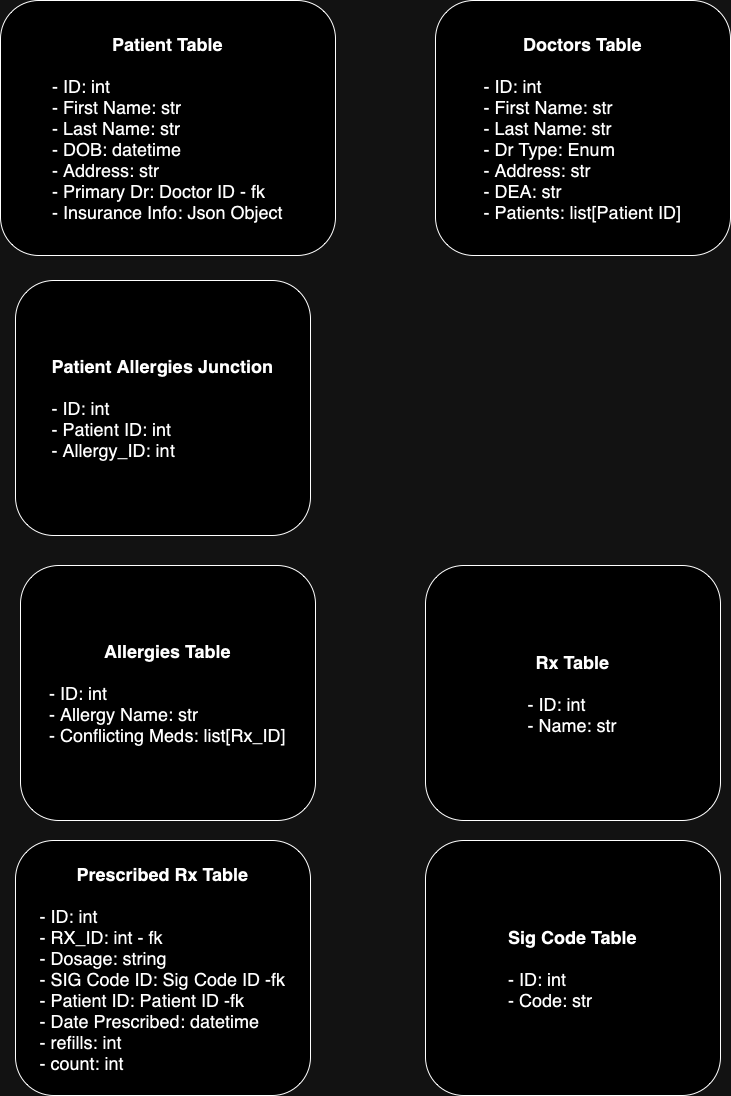 Patient Table
- ID: int
- First Name: str
- Last Name: str
- DOB: datetime
- Address: str
- Primary Dr: Doctor ID - fk
- Insurance Info: Json Object
Doctors Table
- ID: int
- First Name: str
- Last Name: str
- Dr Type: Enum
- Address: str
- DEA: str
- Patients: list[Patient ID]
Patient Allergies Junction
- ID: int
- Patient ID: int
- Allergy_ID: int
Allergies Table
- ID: int
- Allergy Name: str
- Conflicting Meds: list[Rx_ID]
Rx Table
- ID: int
- Name: str
Prescribed Rx Table
- ID: int
- RX_ID: int - fk
- Dosage: string
- SIG Code ID: Sig Code ID -fk
- Patient ID: Patient ID -fk
- Date Prescribed: datetime
- refills: int
- count: int
Sig Code Table
- ID: int
- Code: str